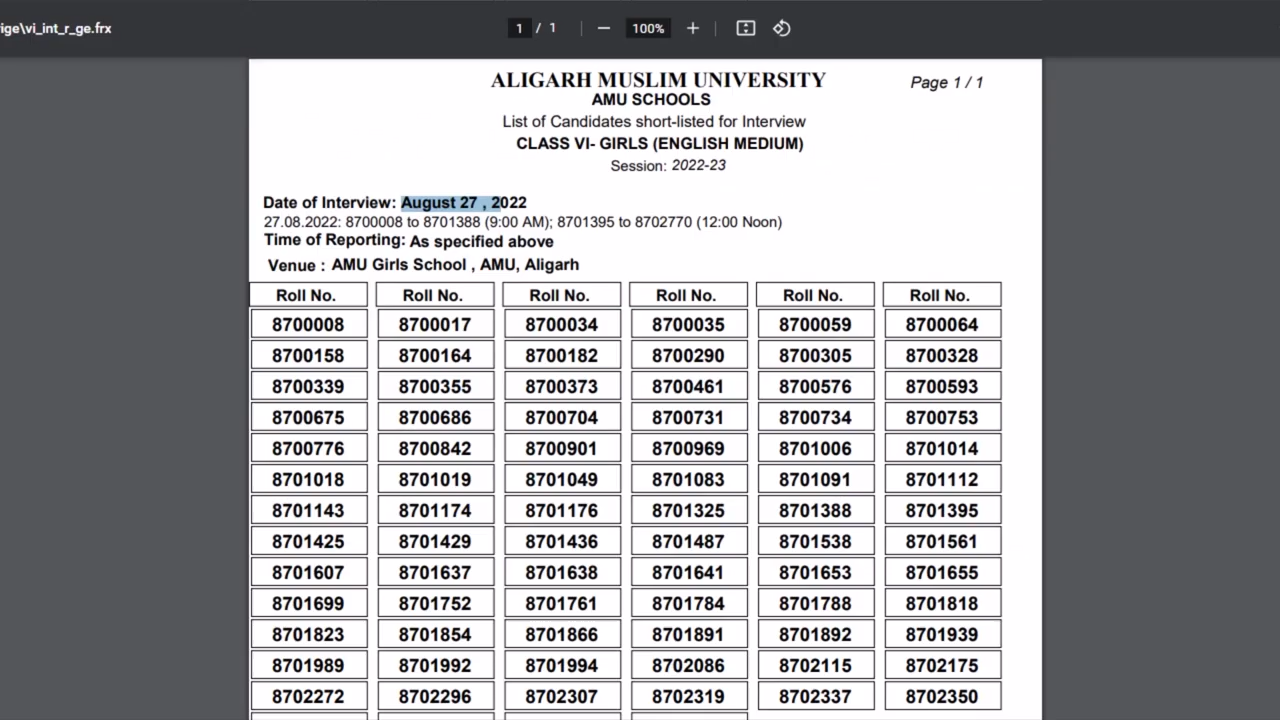 ige\vi_int_r_ge.frx
1 / 1
100%
ALIGARH MUSLIM UNIVERSITY
Page 1 / 1
AMU SCHOOLS
List of Candidates short-listed for Interview
CLASS VI- GIRLS (ENGLISH MEDIUM)
Session: 2022-23
Date of Interview: August 27 , 2022
27.08.2022: 8700008 to 8701388 (9:00 AM); 8701395 to 8702770 (12:00 Noon)
Time of Reporting: As specified above
Venue : AMU Girls School , AMU, Aligarh
Roll No. Roll No. Roll No. Roll No. Roll No. Roll No.
8700008 8700017 8700034 8700035 8700059 8700064
8700158 8700164 8700182 8700290 8700305 8700328
8700339 8700355 8700373 8700461 8700576 8700593
8700675 8700686 8700704 8700731 8700734 8700753
8700776 8700842 8700901 8700969 8701006 8701014
8701018 8701019 8701049 8701083 8701091 8701112
8701143 8701174 8701176 8701325 8701388 8701395
8701425 8701429 8701436 8701487 8701538 8701561
8701607 8701637 8701638 8701641 8701653 8701655
8701699 8701752 8701761 8701784 8701788 8701818
8701823 8701854 8701866 8701891 8701892 8701939
8701989 8701992 8701994 8702086 8702115 8702175
8702272 8702296 8702307 8702319 8702337 8702350